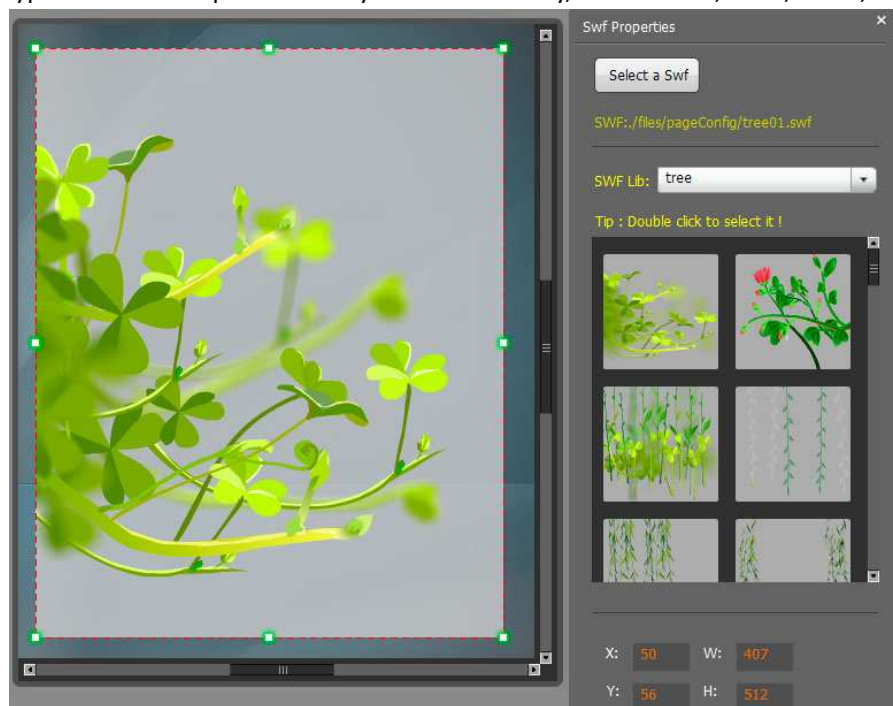 Swf Properties
Select a Swf
SWF:./files/pageConfig/tree01.swf
SWF Lib: tree
Tip : Double click to select it !
X: 50 W: 407
Y: 56 H: 512